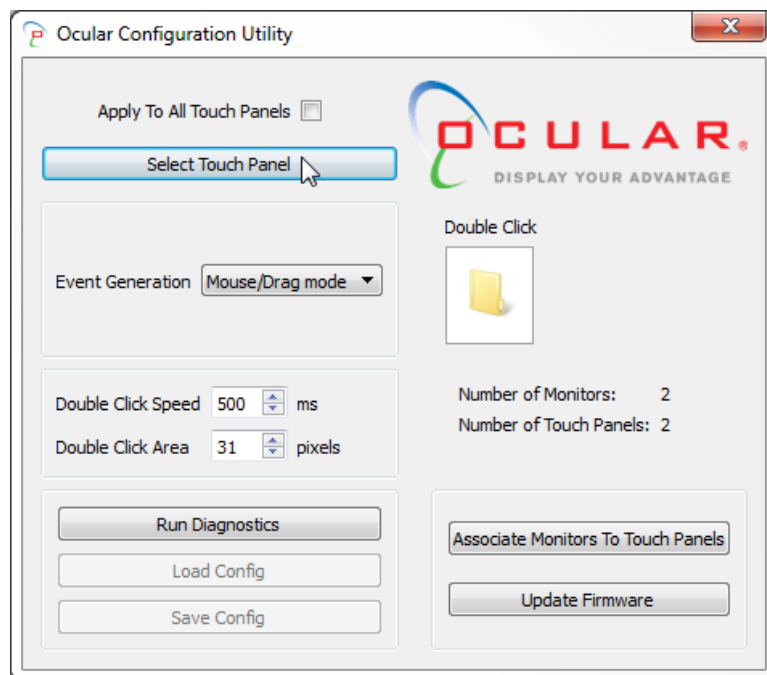 Ocular Configuration Utility
Apply To All Touch Panels
OCULAR®
DISPLAY YOUR ADVANTAGE
Select Touch Panel
Double Click
Event Generation Mouse/Drag mode
Double Click Speed 500 ms
Double Click Area 31 pixels
Number of Monitors: 2
Number of Touch Panels: 2
Run Diagnostics
Load Config
Save Config
Associate Monitors To Touch Panels
Update Firmware